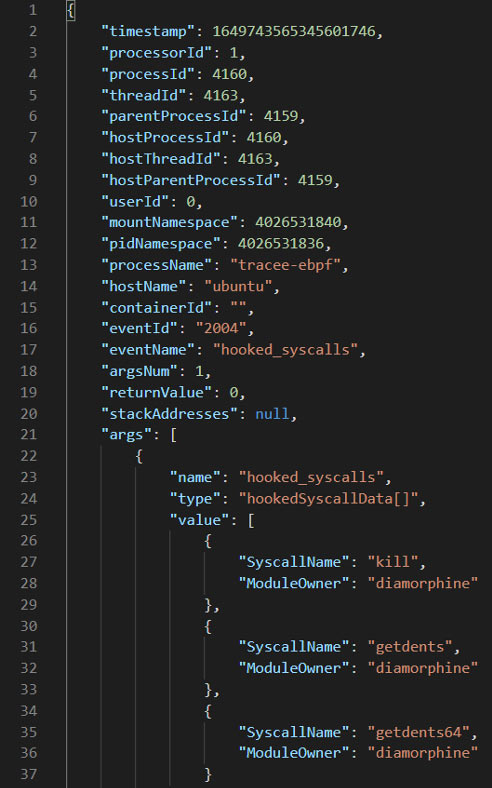 1 {
2 "timestamp": 1649743565345601746,
3 "processorId": 1,
4 "processId": 4160,
5 "threadId": 4163,
6 "parentProcessId": 4159,
7 "hostProcessId": 4160,
8 "hostThreadId": 4163,
9 "hostParentProcessId": 4159,
10 "userId": 0,
11 "mountNamespace": 4026531840,
12 "pidNamespace": 4026531836,
13 "processName": "tracee-ebpf",
14 "hostName": "ubuntu",
15 "containerId": "",
16 "eventId": "2004",
17 "eventName": "hooked_syscalls",
18 "argsNum": 1,
19 "returnValue": 0,
20 "stackAddresses": null,
21 "args": [
22 {
23 "name": "hooked_syscalls",
24 "type": "hookedSyscallData[]",
25 "value": [
26 {
27 "SyscallName": "kill",
28 "ModuleOwner": "diamorphine"
29 },
30 {
31 "SyscallName": "getdents",
32 "ModuleOwner": "diamorphine"
33 },
34 {
35 "SyscallName": "getdents64",
36 "ModuleOwner": "diamorphine"
37 }